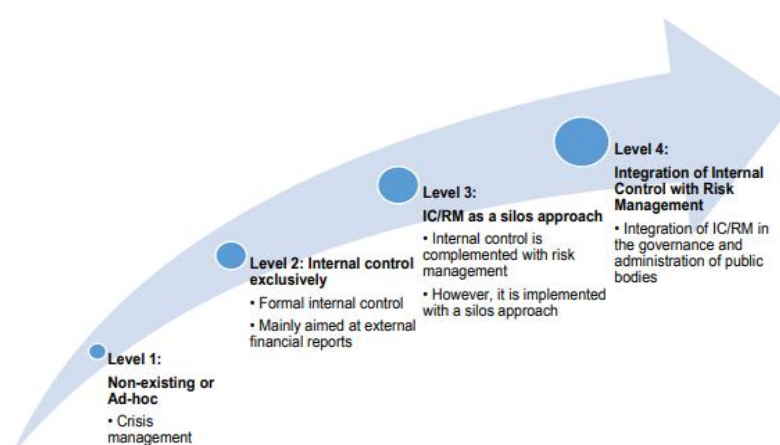 Level 1:
Non-existing or
Ad-hoc
• Crisis
management
Level 2: Internal control
exclusively
• Formal internal control
• Mainly aimed at external
financial reports
Level 3:
IC/RM as a silos approach
• Internal control is
complemented with risk
management
• However, it is implemented
with a silos approach
Level 4:
Integration of Internal
Control with Risk
Management
• Integration of IC/RM in
the governance and
administration of public
bodies